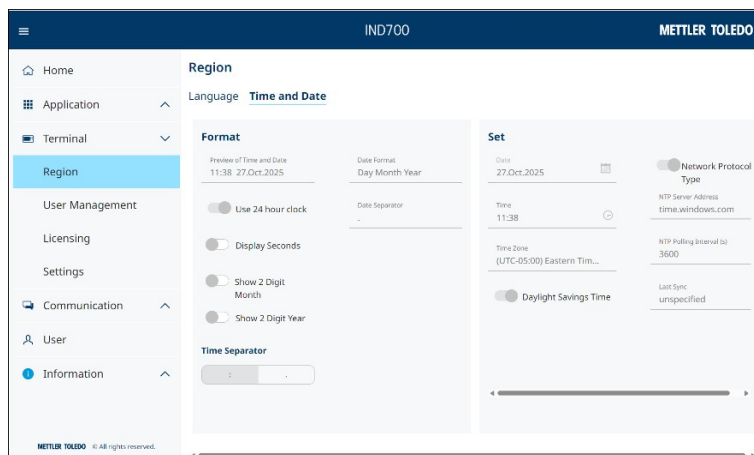 IND700
METTLER TOLEDO
Home
Application
Terminal
Region
User Management
Licensing
Settings
Communication
User
Information
METTLER TOLEDO © All rights reserved.
Region
Language Time and Date
Format
Preview of Time and Date
11:38 27.Oct.2025
Date Format
Day Month Year
Use 24 hour clock
Date Separator
.
Display Seconds
Show 2 Digit
Month
Show 2 Digit Year
Time Separator
: .
Set
Date
27.Oct.2025
Network Protocol
Type
Time
11:38
NTP Server Address
time.windows.com
Time Zone
(UTC-05:00) Eastern Tim...
NTP Polling Interval (s)
3600
Daylight Savings Time
Last Sync
unspecified